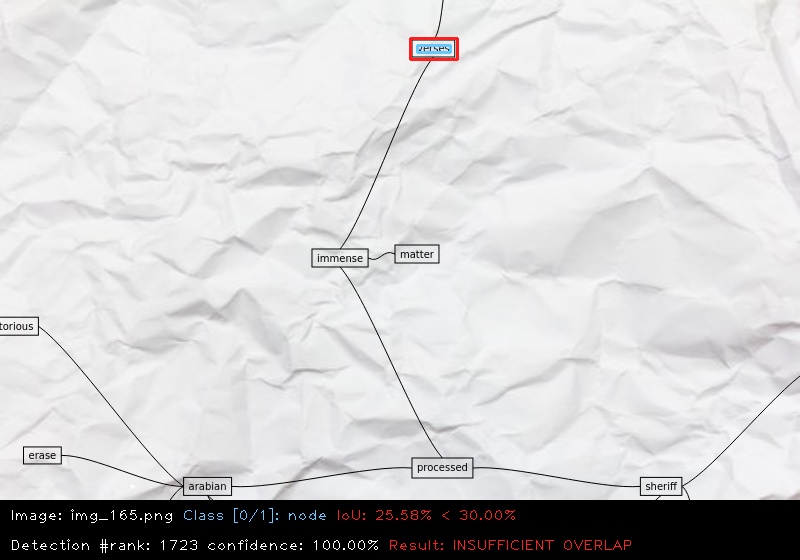 verses
immense
matter
torious
erase
processed
arabian
sheriff
Image: img_165.png Class [0/1]: node IoU: 25.58% < 30.00%
Detection #rank: 1723 confidence: 100.00% Result: INSUFFICIENT OVERLAP